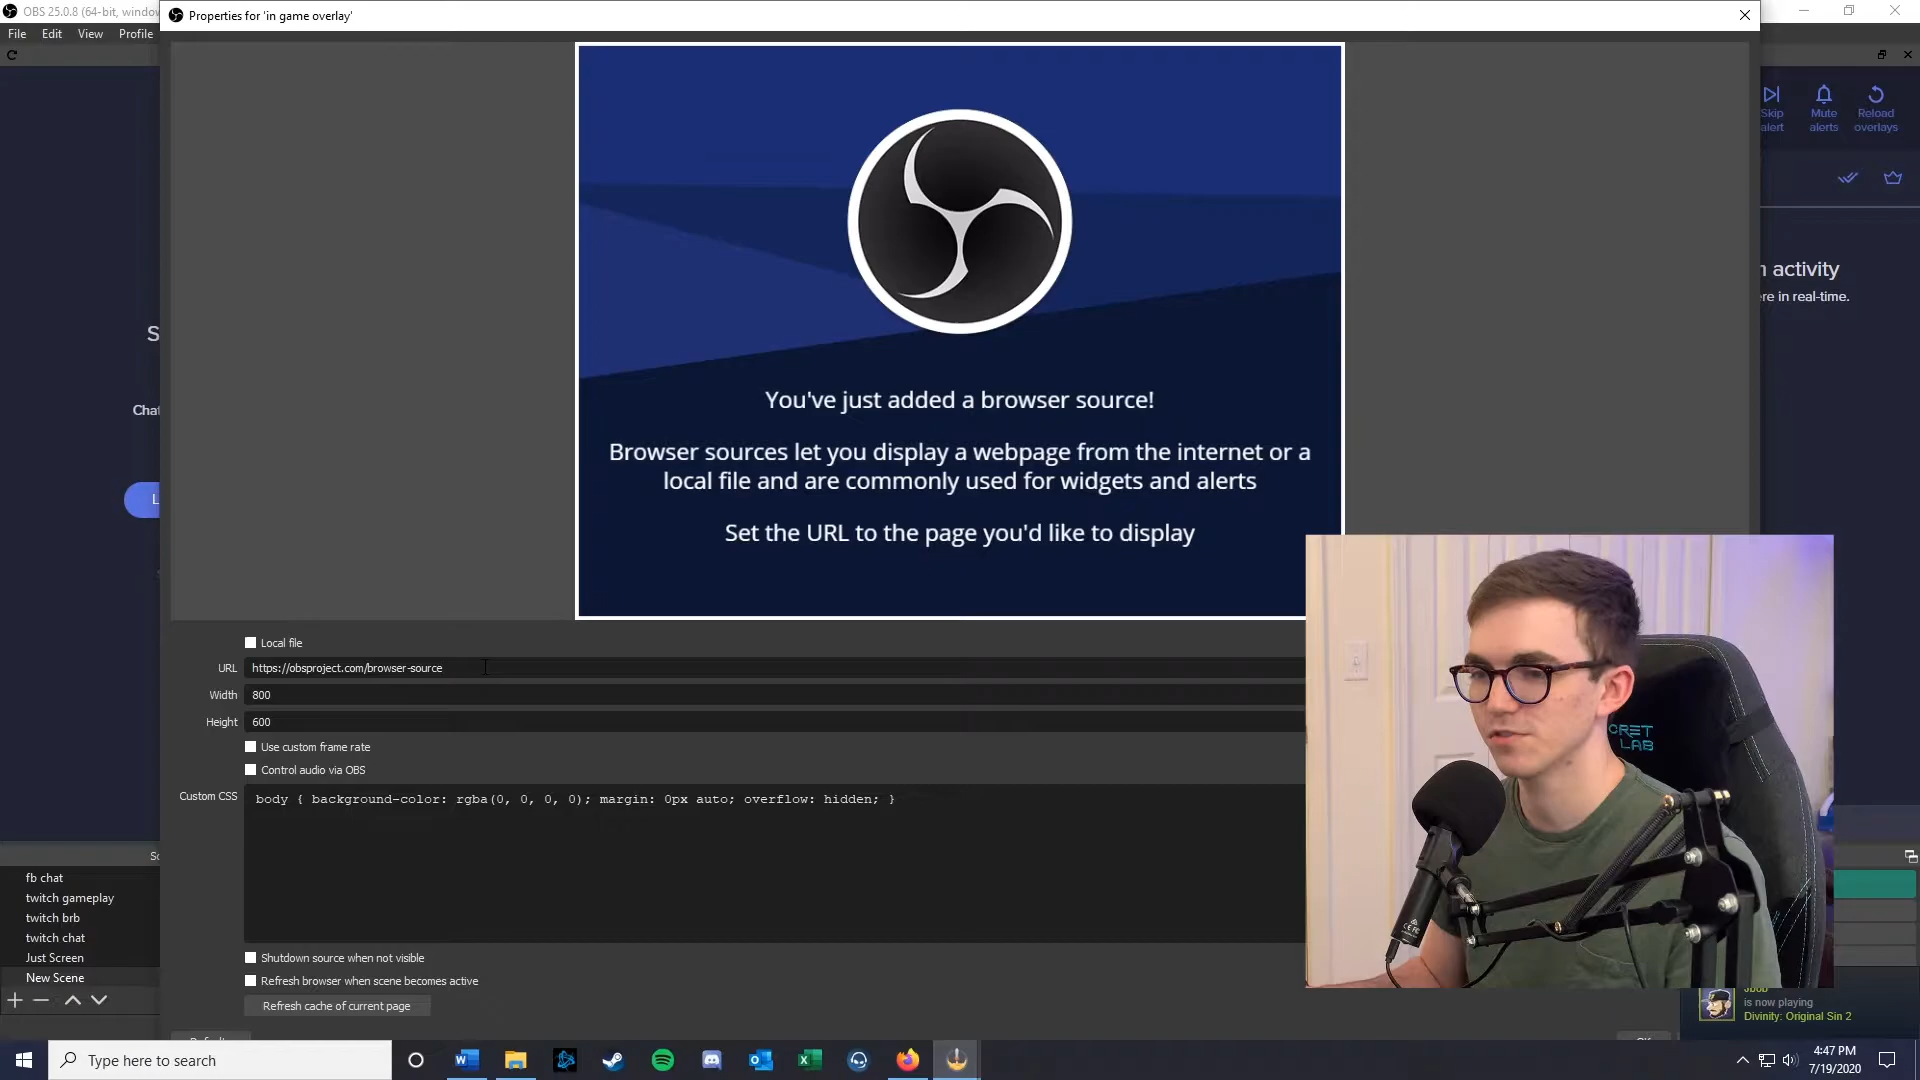 OBS 25.0.8 (64-bit, window
Properties for 'in game overlay'
File Edit View Profile
Skip alert
Mute alerts
Reload overlays
activity
re in real-time.
S
Chat
L
You've just added a browser source!
Browser sources let you display a webpage from the internet or a
local file and are commonly used for widgets and alerts
Set the URL to the page you'd like to display
Local file
URL https://obsproject.com/browser-source
Width 800
Height 600
Use custom frame rate
Control audio via OBS
Custom CSS body { background-color: rgba(0, 0, 0, 0); margin: 0px auto; overflow: hidden; }
Shutdown source when not visible
Refresh browser when scene becomes active
Refresh cache of current page
Sc
fb chat
twitch gameplay
twitch brb
twitch chat
Just Screen
New Scene
CRET
LAB
is now playing
Divinity: Original Sin 2
Type here to search
4:47 PM
7/19/2020